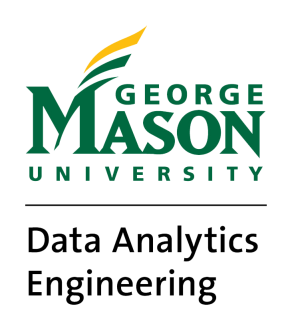 GEORGE
MASON
UNIVERSITY
Data Analytics
Engineering